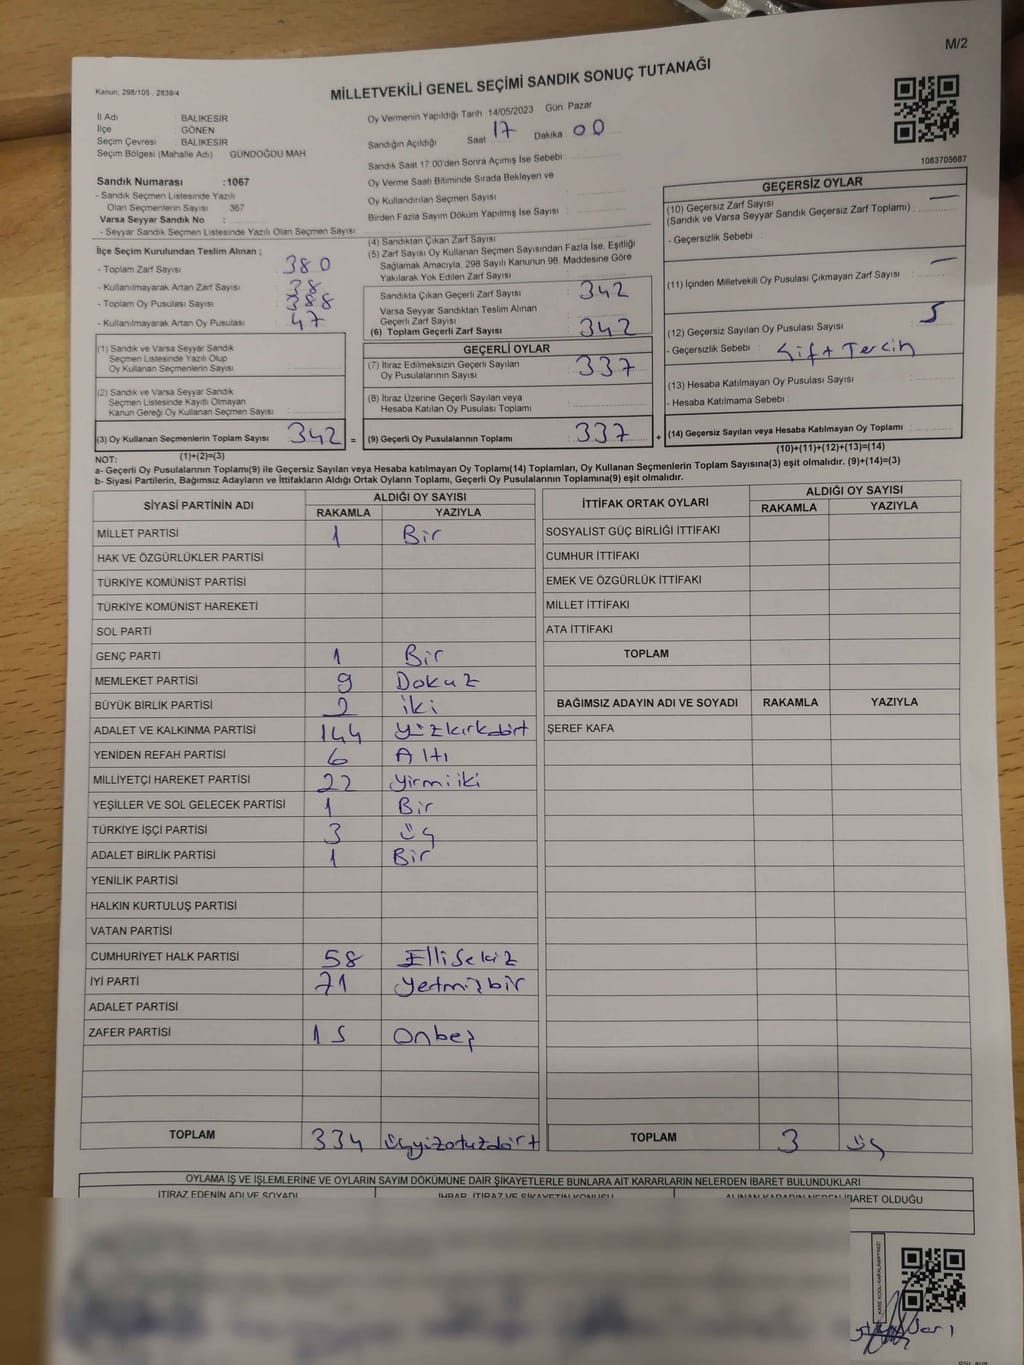 M/2
Kanun: 298/105 . 2839/4
MİLLETVEKİLİ GENEL SEÇİMİ SANDIK SONUÇ TUTANAĞI
İl Adı BALIKESİR
İlçe GÖNEN
Seçim Çevresi . BALIKESİR
Seçim Bölgesi (Mahalle Adı) GÜNDOĞDU MAH.
Sandık Numarası :1067
- Sandık Seçmen Listesinde Yazılı
Olan Seçmenlerin Sayısı 367
Varsa Seyyar Sandık No :
- Seyyar Sandık Seçmen Listesinde Yazılı Olan Seçmen Sayısı :
Oy Vermenin Yapıldığı Tarih 14/05/2023 Gün Pazar
Sandığın Açıldığı Saat 17 Dakika 00
Sandık Saat 17.00'den Sonra Açılmış İse Sebebi :
Oy Verme Saati Bitiminde Sırada Bekleyen ve
Oy Kullandırılan Seçmen Sayısı
Birden Fazla Sayım Döküm Yapılmış İse Sayısı :
1083705687
İlçe Seçim Kurulundan Teslim Alınan ;
- Toplam Zarf Sayısı 380
- Kullanılmayarak Artan Zarf Sayısı : 38
- Toplam Oy Pusulası Sayısı : 388
- Kullanılmayarak Artan Oy Pusulası : 47
(1) Sandık ve Varsa Seyyar Sandık
Seçmen Listesinde Yazılı Olup
Oy Kullanan Seçmenlerin Sayısı:
(2) Sandık ve Varsa Seyyar Sandık
Seçmen Listesinde Kayıtlı Olmayan
Kanun Gereği Oy Kullanan Seçmen Sayısı :
(3) Oy Kullanan Seçmenlerin Toplam Sayısı 342 =
(1)+(2)=(3)
(4) Sandıktan Çıkan Zarf Sayısı
(5) Zarf Sayısı Oy Kullanan Seçmen Sayısından Fazla İse, Eşitliği
Sağlamak Amacıyla, 298 Sayılı Kanunun 98. Maddesine Göre
Yakılarak Yok Edilen Zarf Sayısı :
Sandıkta Çıkan Geçerli Zarf Sayısı : 342
Varsa Seyyar Sandıktan Teslim Alınan
Geçerli Zarf Sayısı :
(6) Toplam Geçerli Zarf Sayısı : 342
GEÇERLİ OYLAR
(7) İtiraz Edilmeksizin Geçerli Sayılan
Oy Pusulalarının Sayısı : 337
(8) İtiraz Üzerine Geçerli Sayılan veya
Hesaba Katılan Oy Pusulası Toplamı :
(9) Geçerli Oy Pusulalarının Toplamı : 337 +
GEÇERSİZ OYLAR
(10) Geçersiz Zarf Sayısı : —
(Sandık ve Varsa Seyyar Sandık Geçersiz Zarf Toplamı)
- Geçersizlik Sebebi :
(11) İçinden Milletvekili Oy Pusulası Çıkmayan Zarf Sayısı : —
(12) Geçersiz Sayılan Oy Pusulası Sayısı : 5
- Geçersizlik Sebebi : Çift Tercih
(13) Hesaba Katılmayan Oy Pusulası Sayısı :
- Hesaba Katılmama Sebebi :
(14) Geçersiz Sayılan veya Hesaba Katılmayan Oy Toplamı :
(10)+(11)+(12)+(13)=(14)
NOT:
a- Geçerli Oy Pusulalarının Toplamı(9) ile Geçersiz Sayılan veya Hesaba katılmayan Oy Toplamı(14) Toplamları, Oy Kullanan Seçmenlerin Toplam Sayısına(3) eşit olmalıdır. (9)+(14)=(3)
b- Siyasi Partilerin, Bağımsız Adayların ve İttifakların Aldığı Ortak Oyların Toplamı, Geçerli Oy Pusulalarının Toplamına(9) eşit olmalıdır.
SİYASİ PARTİNİN ADI ALDIĞI OY SAYISI
RAKAMLA YAZIYLA
MİLLET PARTİSİ 1 Bir
HAK VE ÖZGÜRLÜKLER PARTİSİ
TÜRKİYE KOMÜNİST PARTİSİ
TÜRKİYE KOMÜNİST HAREKETİ
SOL PARTİ
GENÇ PARTİ 1 Bir
MEMLEKET PARTİSİ 9 Dokuz
BÜYÜK BİRLİK PARTİSİ 2 iki
ADALET VE KALKINMA PARTİSİ 144 yüzkırkdört
YENİDEN REFAH PARTİSİ 6 Altı
MİLLİYETÇİ HAREKET PARTİSİ 22 yirmiiki
YEŞİLLER VE SOL GELECEK PARTİSİ 1 Bir
TÜRKİYE İŞÇİ PARTİSİ 3 üç
ADALET BİRLİK PARTİSİ 1 Bir
YENİLİK PARTİSİ
HALKIN KURTULUŞ PARTİSİ
VATAN PARTİSİ
CUMHURİYET HALK PARTİSİ 58 Ellisekiz
İYİ PARTİ 71 yetmişbir
ADALET PARTİSİ
ZAFER PARTİSİ 15 Onbeş
TOPLAM 334 üçyüzotuzdört
İTTİFAK ORTAK OYLARI ALDIĞI OY SAYISI
RAKAMLA YAZIYLA
SOSYALİST GÜÇ BİRLİĞİ İTTİFAKI
CUMHUR İTTİFAKI
EMEK VE ÖZGÜRLÜK İTTİFAKI
MİLLET İTTİFAKI
ATA İTTİFAKI
TOPLAM
BAĞIMSIZ ADAYIN ADI VE SOYADI RAKAMLA YAZIYLA
ŞEREF KAFA
TOPLAM 3 üç
OYLAMA İŞ VE İŞLEMLERİNE VE OYLARIN SAYIM DÖKÜMÜNE DAİR ŞİKAYETLERLE BUNLARA AİT KARARLARIN NELERDEN İBARET BULUNDUKLARI
İTİRAZ EDENİN ADI VE SOYADI İHBAR, İTİRAZ VE ŞİKAYETİN KONUSU ALINAN KARARIN NEDEN İBARET OLDUĞU